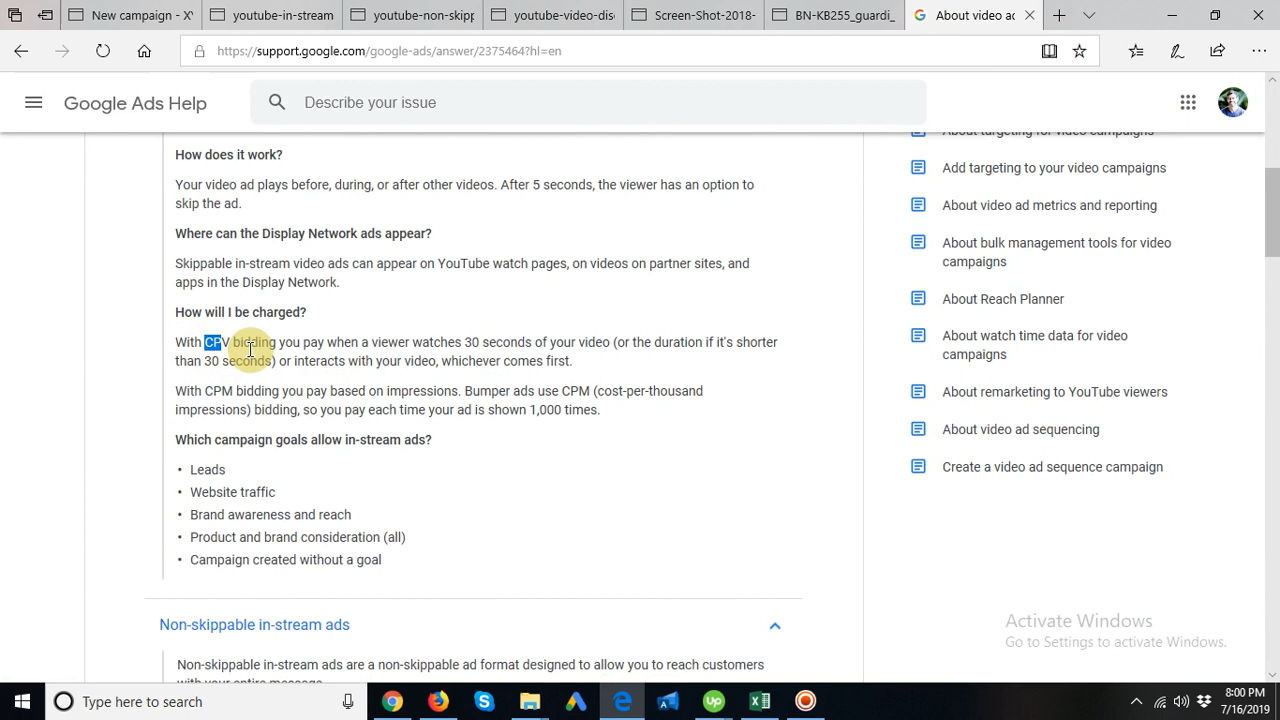 New campaign - X
youtube-in-stream
youtube-non-skipp
youtube-video-dis
Screen-Shot-2018-
BN-KB255_guardi
About video ad
https://support.google.com/google-ads/answer/2375464?hl=en
Google Ads Help
Describe your issue
How does it work?
Your video ad plays before, during, or after other videos. After 5 seconds, the viewer has an option to
skip the ad.
Where can the Display Network ads appear?
Skippable in-stream video ads can appear on YouTube watch pages, on videos on partner sites, and
apps in the Display Network.
How will I be charged?
With CPV bidding you pay when a viewer watches 30 seconds of your video (or the duration if it's shorter
than 30 seconds) or interacts with your video, whichever comes first.
With CPM bidding you pay based on impressions. Bumper ads use CPM (cost-per-thousand
impressions) bidding, so you pay each time your ad is shown 1,000 times.
Which campaign goals allow in-stream ads?
• Leads
• Website traffic
• Brand awareness and reach
• Product and brand consideration (all)
• Campaign created without a goal
Non-skippable in-stream ads
Non-skippable in-stream ads are a non-skippable ad format designed to allow you to reach customers
with your entire message.
About targeting for video campaigns
Add targeting to your video campaigns
About video ad metrics and reporting
About bulk management tools for video
campaigns
About Reach Planner
About watch time data for video
campaigns
About remarketing to YouTube viewers
About video ad sequencing
Create a video ad sequence campaign
Activate Windows
Go to Settings to activate Windows.
Type here to search
8:00 PM
7/16/2019